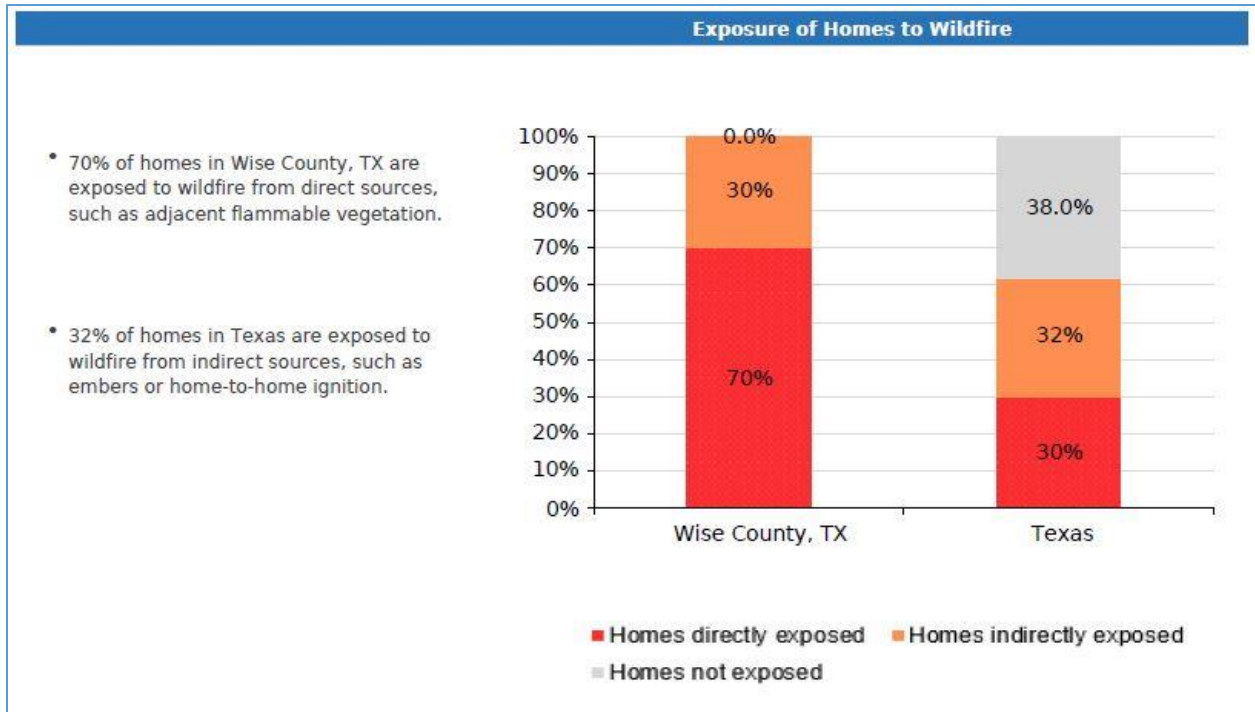 Exposure of Homes to Wildfire
• 70% of homes in Wise County, TX are
exposed to wildfire from direct sources,
such as adjacent flammable vegetation.
• 32% of homes in Texas are exposed to
wildfire from indirect sources, such as
embers or home-to-home ignition.
100%
90%
80%
70%
60%
50%
40%
30%
20%
10%
0%
0.0%
30%
70%
38.0%
32%
30%
Wise County, TX
Texas
Homes directly exposed
Homes indirectly exposed
Homes not exposed